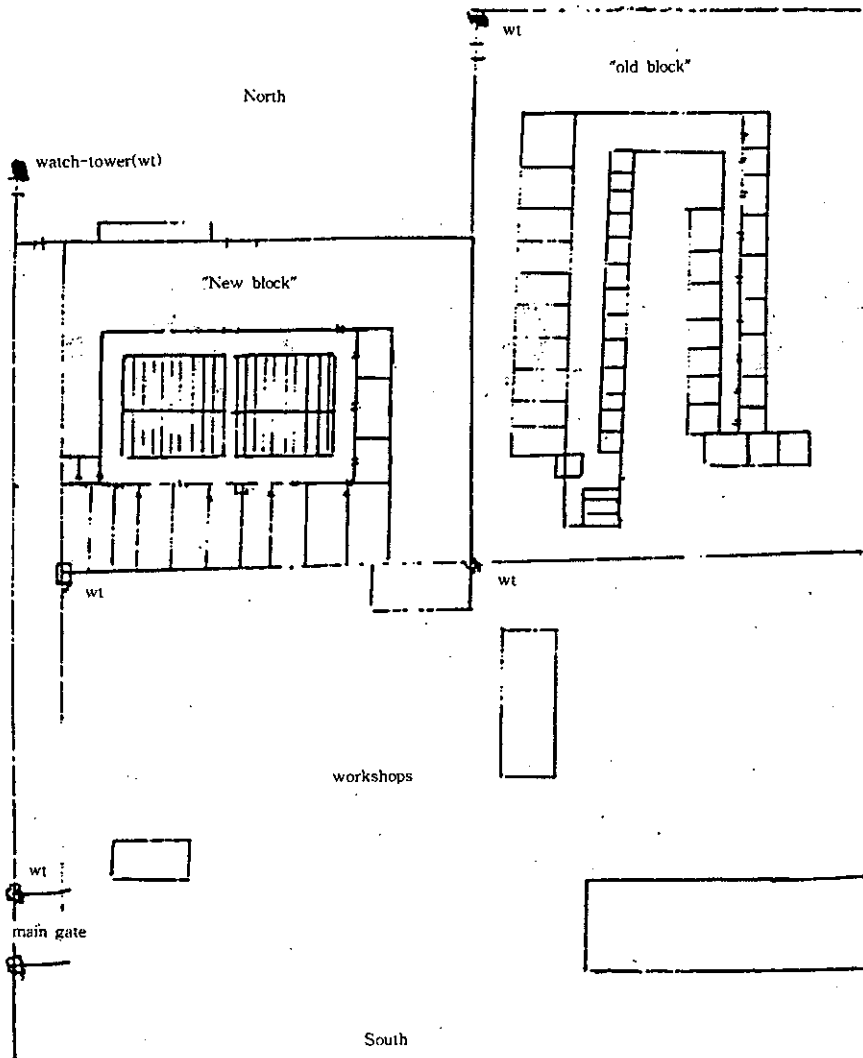 wt
"old block"
North
watch-tower(wt)
"New block"
wt
wt
workshops
wt
main gate
South